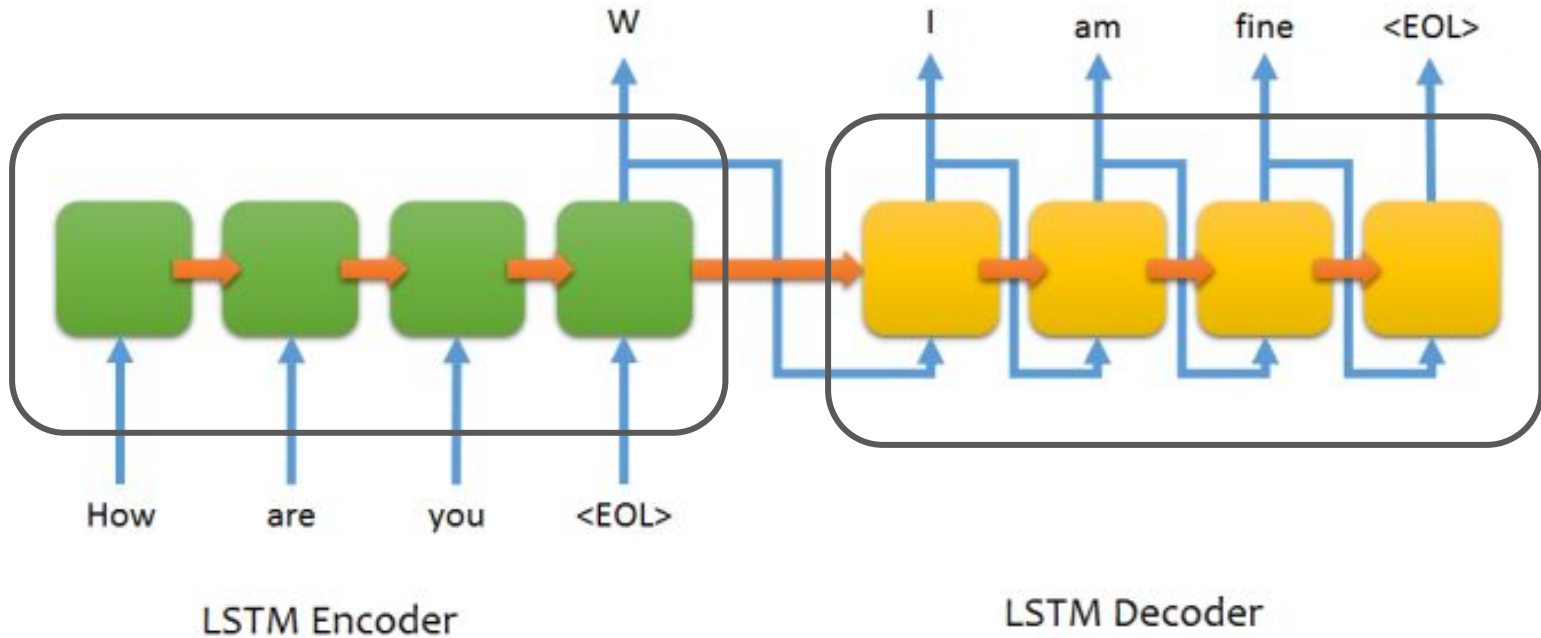 W I am fine <EOL>
How are you <EOL>
LSTM Encoder LSTM Decoder